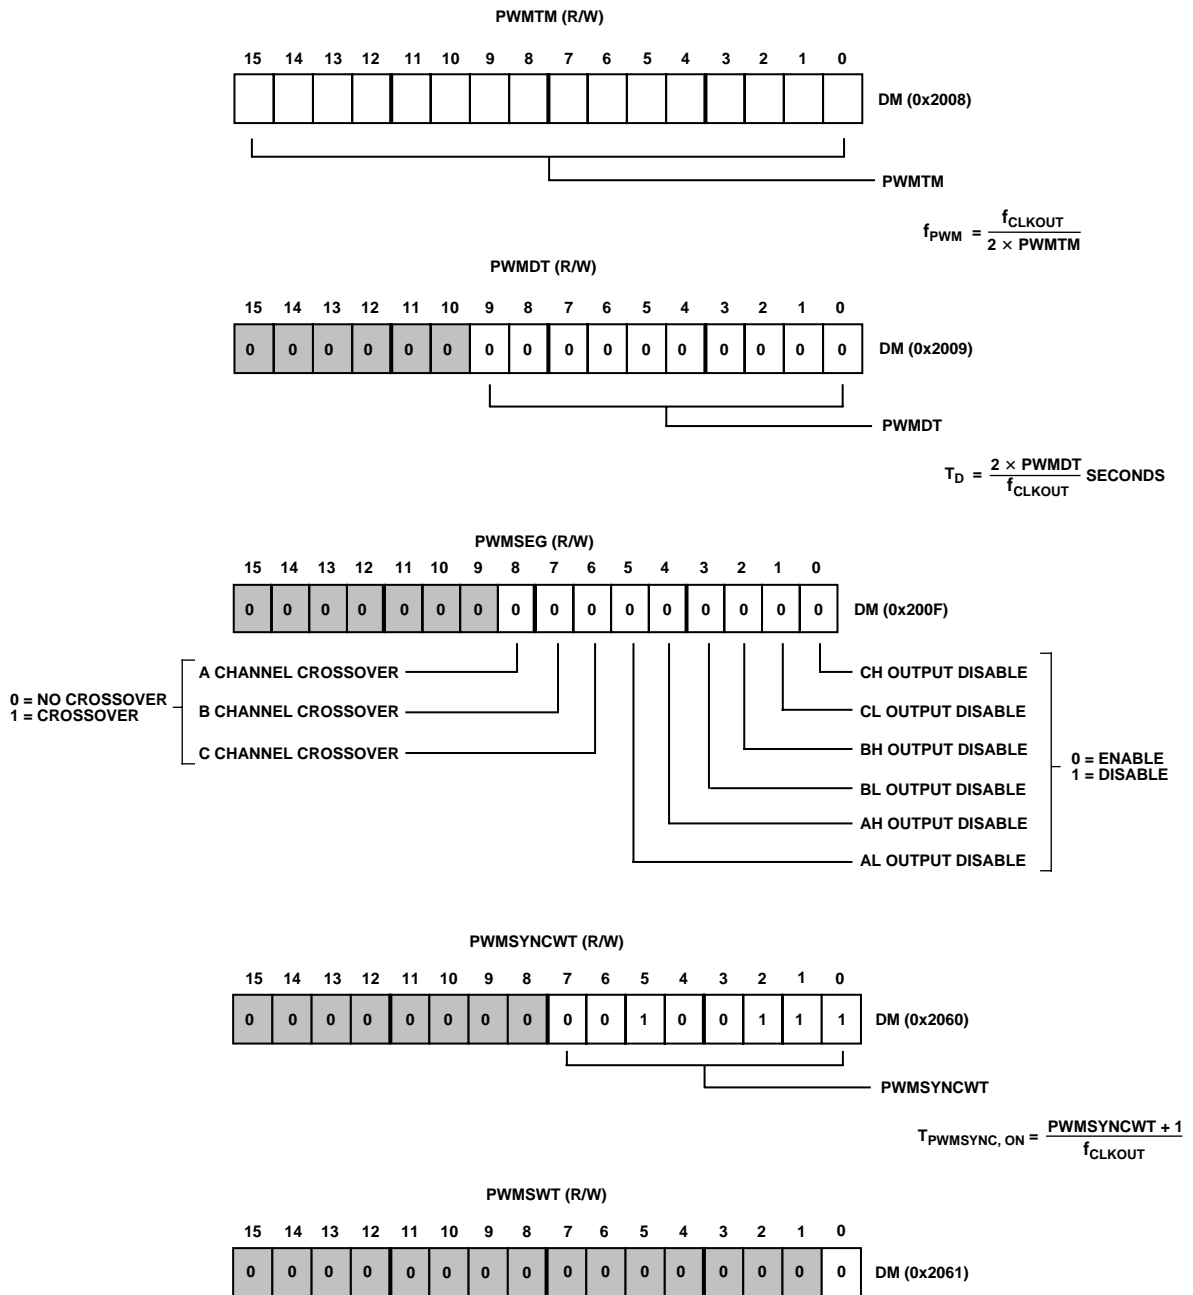 PWMTM (R/W)
15 14 13 12 11 10 9 8 7 6 5 4 3 2 1 0
DM (0x2008)
PWMTM
f_PWM = f_CLKOUT / 2 × PWMTM
PWMDT (R/W)
15 14 13 12 11 10 9 8 7 6 5 4 3 2 1 0
0 0 0 0 0 0 0 0 0 0 0 0 0 0 0 0 DM (0x2009)
PWMDT
T_D = 2 × PWMDT / f_CLKOUT SECONDS
PWMSEG (R/W)
15 14 13 12 11 10 9 8 7 6 5 4 3 2 1 0
0 0 0 0 0 0 0 0 0 0 0 0 0 0 0 0 DM (0x200F)
0 = NO CROSSOVER
1 = CROSSOVER
A CHANNEL CROSSOVER
B CHANNEL CROSSOVER
C CHANNEL CROSSOVER
CH OUTPUT DISABLE
CL OUTPUT DISABLE
BH OUTPUT DISABLE
BL OUTPUT DISABLE
AH OUTPUT DISABLE
AL OUTPUT DISABLE
0 = ENABLE
1 = DISABLE
PWMSYNCWT (R/W)
15 14 13 12 11 10 9 8 7 6 5 4 3 2 1 0
0 0 0 0 0 0 0 0 0 0 1 0 0 1 1 1 DM (0x2060)
PWMSYNCWT
T_PWMSYNC, ON = PWMSYNCWT + 1 / f_CLKOUT
PWMSWT (R/W)
15 14 13 12 11 10 9 8 7 6 5 4 3 2 1 0
0 0 0 0 0 0 0 0 0 0 0 0 0 0 0 0 DM (0x2061)